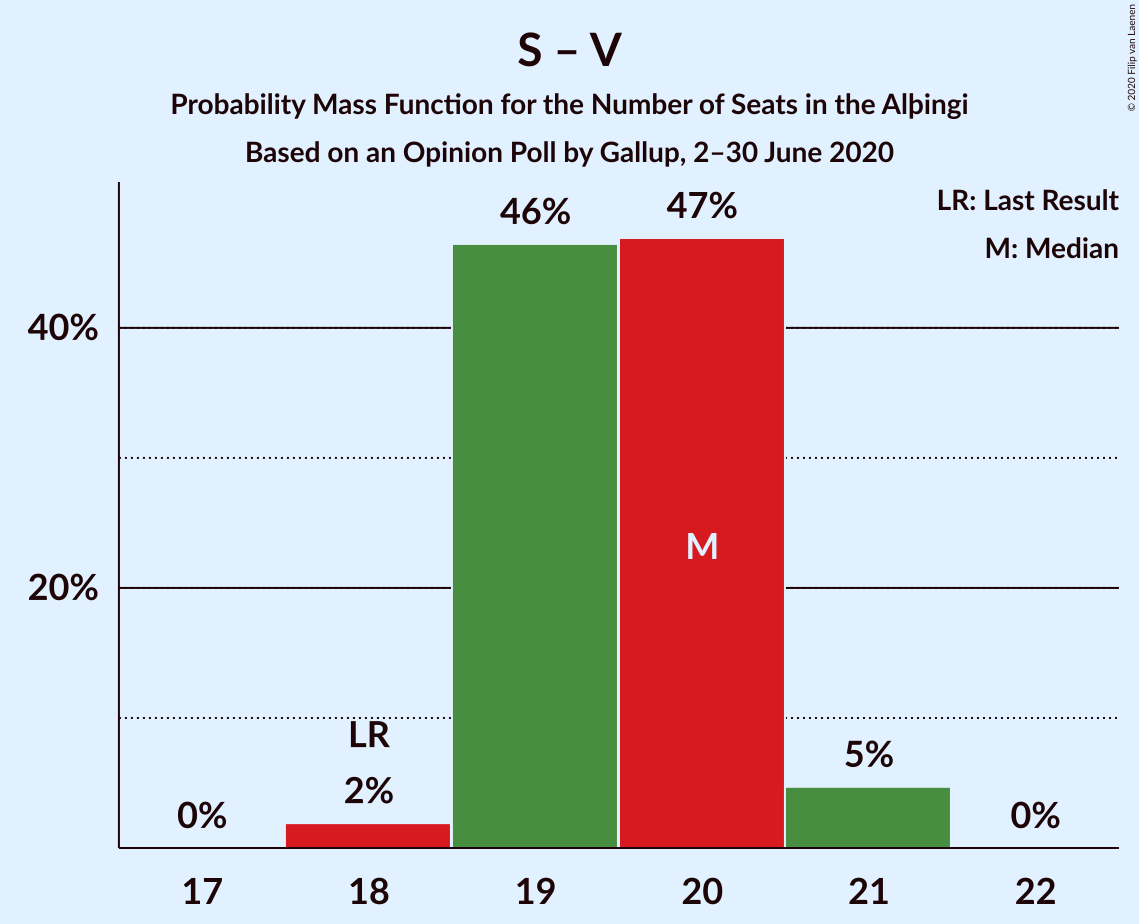 S – V
Probability Mass Function for the Number of Seats in the Alþingi
Based on an Opinion Poll by Gallup, 2–30 June 2020
© 2020 Filip van Laenen
LR: Last Result
M: Median
46%
47%
40%
M
20%
LR
5%
2%
0%
0%
17
18
19
20
21
22